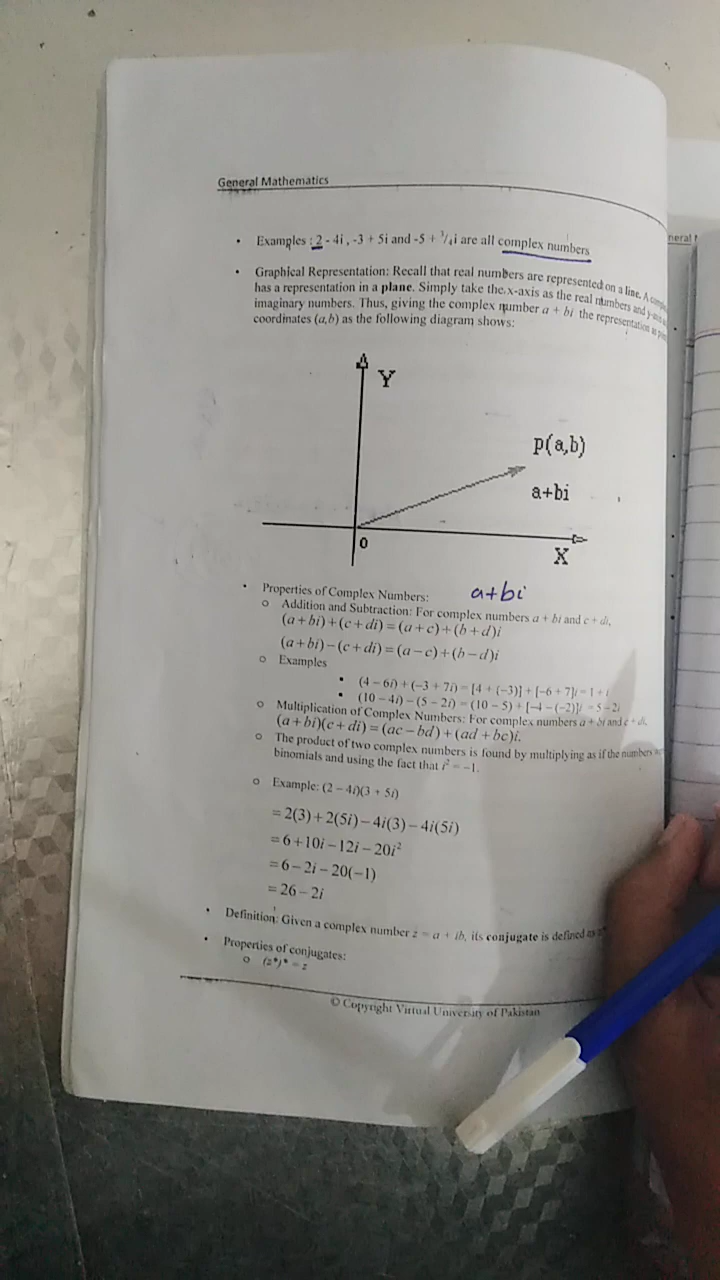 General Mathematics
• Examples : 2 - 4i , -3 + 5i and -5 + 3/4i are all complex numbers
• Graphical Representation: Recall that real numbers are represented on a line. A
has a representation in a plane. Simply take the x-axis as the real numbers and y-axis as
imaginary numbers. Thus, giving the complex number a + bi the representation as
coordinates (a,b) as the following diagram shows:
Y
p(a,b)
a+bi
0
X
• Properties of Complex Numbers: a+bi
o Addition and Subtraction: For complex numbers a + bi and c + di,
(a+bi)+(c+di)=(a+c)+(b+d)i
(a+bi)-(c+di)=(a-c)+(b-d)i
o Examples
• (4 - 6i) + (-3 + 7i) = [4 + (-3)] + [-6 + 7]i = 1 + i
• (10 - 4i) - (5 - 2i) = (10 - 5) + [-4 - (-2)]i = 5 - 2i
o Multiplication of Complex Numbers: For complex numbers a + bi and c + di,
(a+bi)(c+di)=(ac-bd)+(ad+bc)i.
o The product of two complex numbers is found by multiplying as if the numbers
binomials and using the fact that i² = -1.
o Example: (2 - 4i)(3 + 5i)
=2(3)+2(5i)-4i(3)-4i(5i)
=6+10i-12i-20i²
=6-2i-20(-1)
=26-2i
• Definition: Given a complex number z = a + ib, its conjugate is defined as
• Properties of conjugates:
o (z*)* = z
© Copyright Virtual University of Pakistan